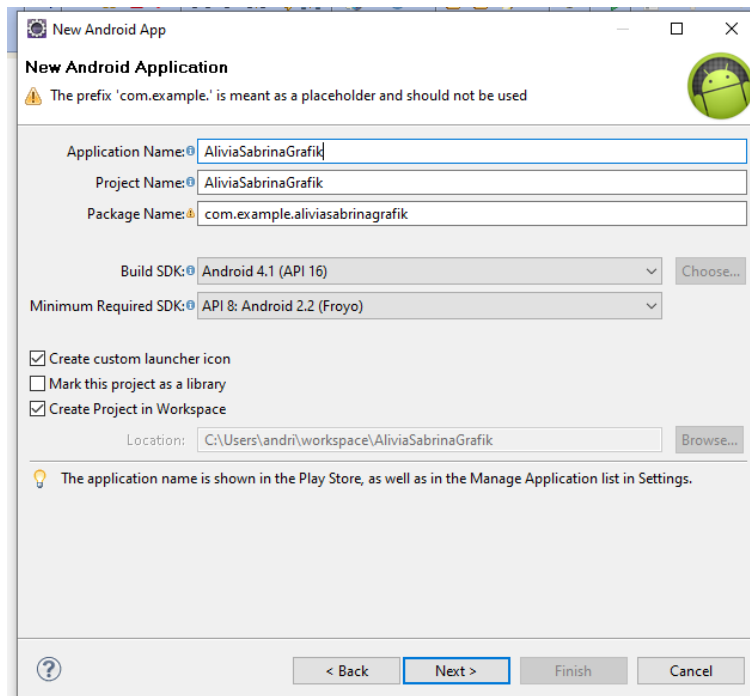 New Android App
New Android Application
The prefix 'com.example.' is meant as a placeholder and should not be used
Application Name: AliviaSabrinaGrafik
Project Name: AliviaSabrinaGrafik
Package Name: com.example.aliviasabrinagrafik
Build SDK: Android 4.1 (API 16) Choose...
Minimum Required SDK: API 8: Android 2.2 (Froyo)
Create custom launcher icon
Mark this project as a library
Create Project in Workspace
Location: C:\Users\andri\workspace\AliviaSabrinaGrafik Browse...
The application name is shown in the Play Store, as well as in the Manage Application list in Settings.
? < Back Next > Finish Cancel